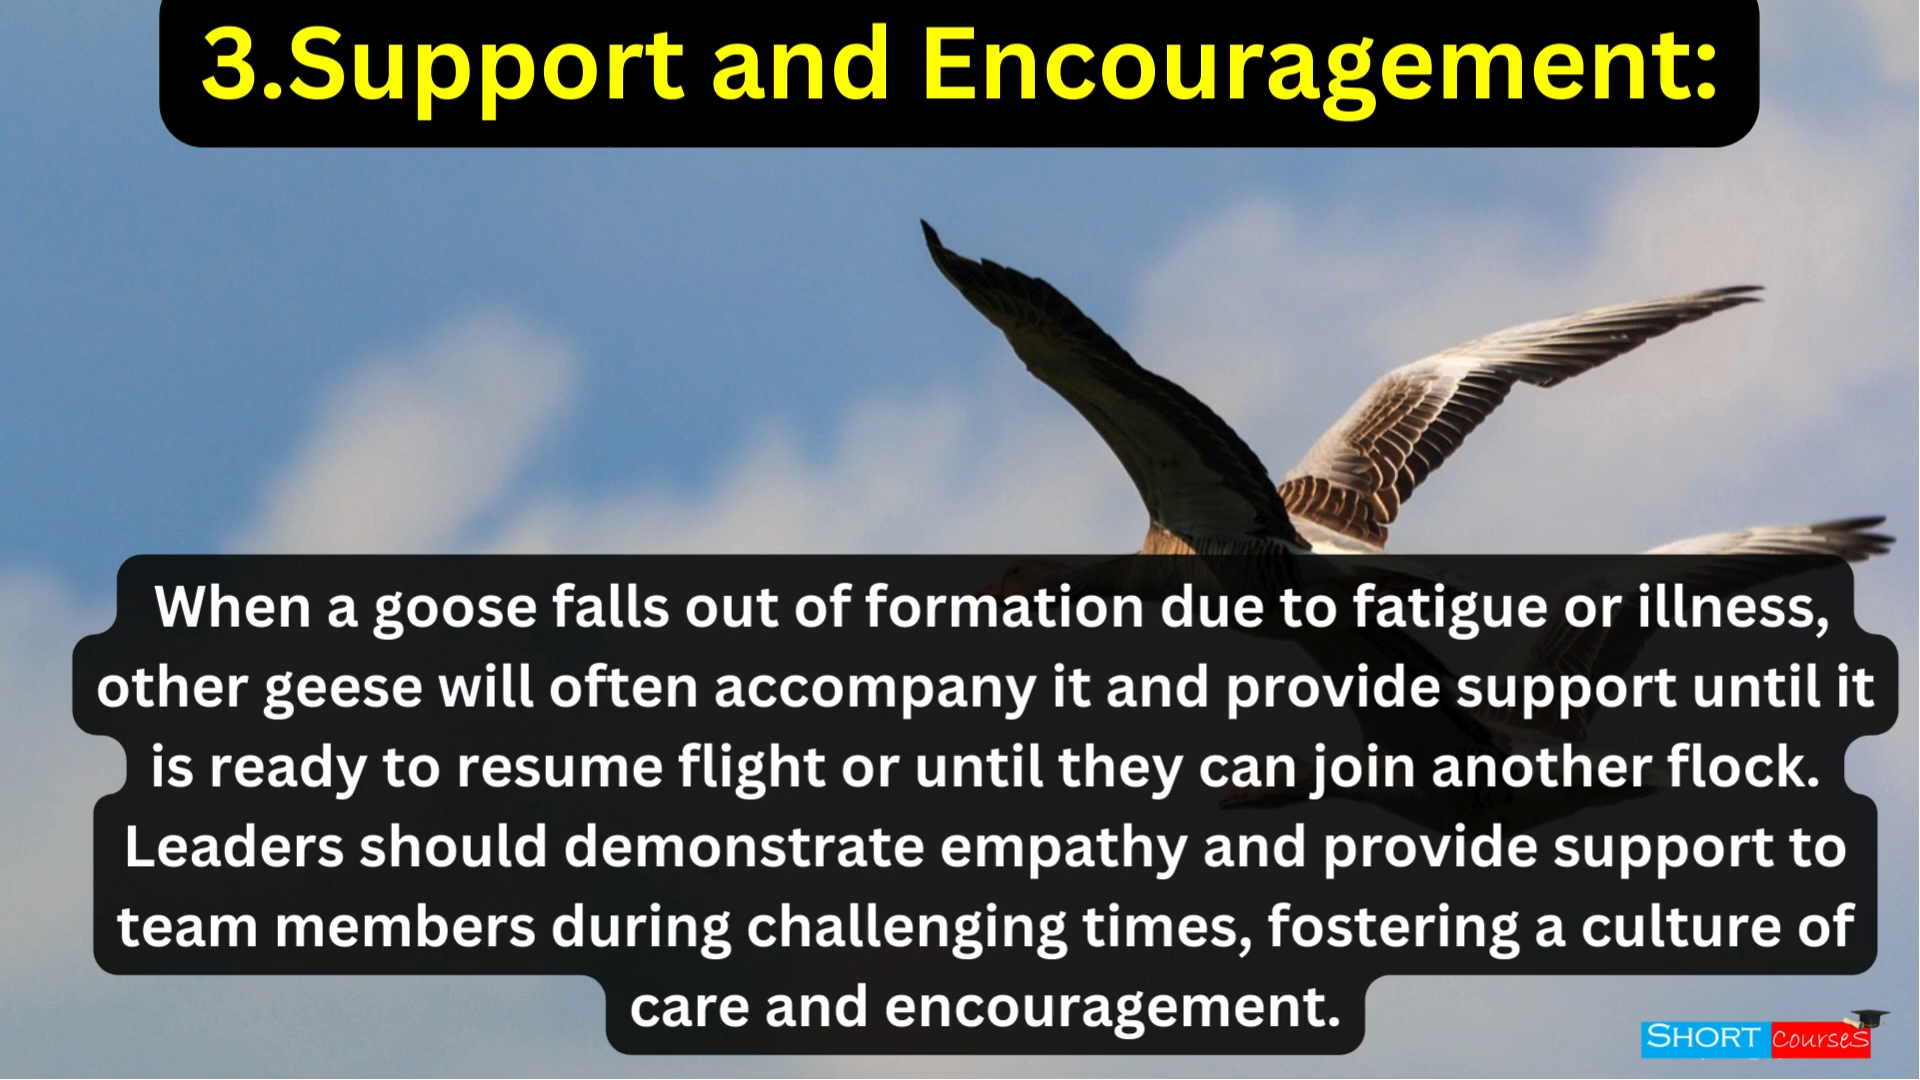 3.Support and Encouragement:
When a goose falls out of formation due to fatigue or illness,
other geese will often accompany it and provide support until it
is ready to resume flight or until they can join another flock.
Leaders should demonstrate empathy and provide support to
team members during challenging times, fostering a culture of
care and encouragement.
SHORT CourseS